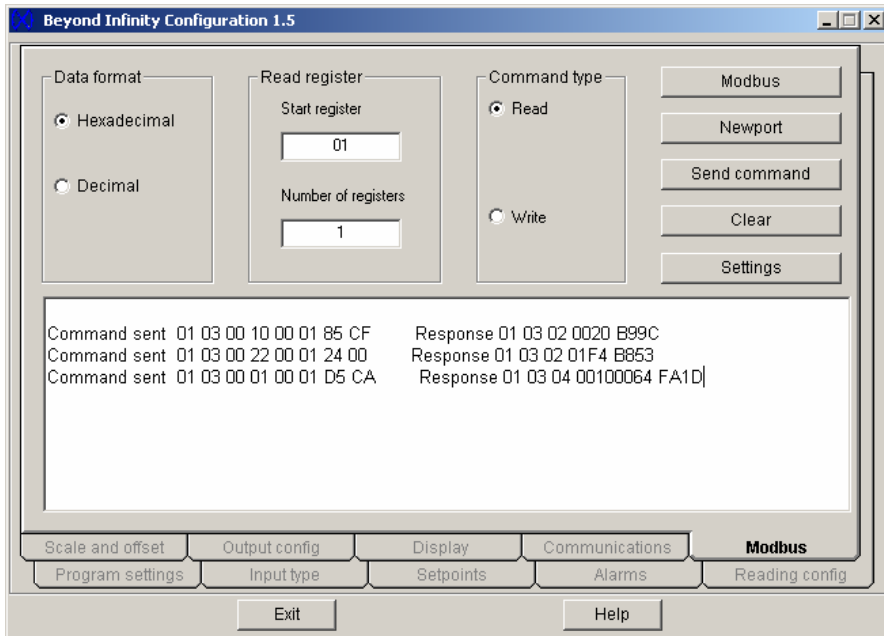 Beyond Infinity Configuration 1.5
Data format
Hexadecimal
Decimal
Read register
Start register
01
Number of registers
1
Command type
Read
Write
Modbus
Newport
Send command
Clear
Settings
Command sent 01 03 00 10 00 01 85 CF Response 01 03 02 0020 B99C
Command sent 01 03 00 22 00 01 24 00 Response 01 03 02 01F4 B853
Command sent 01 03 00 01 00 01 D5 CA Response 01 03 04 00100064 FA1D
Scale and offset Output config Display Communications Modbus
Program settings Input type Setpoints Alarms Reading config
Exit Help